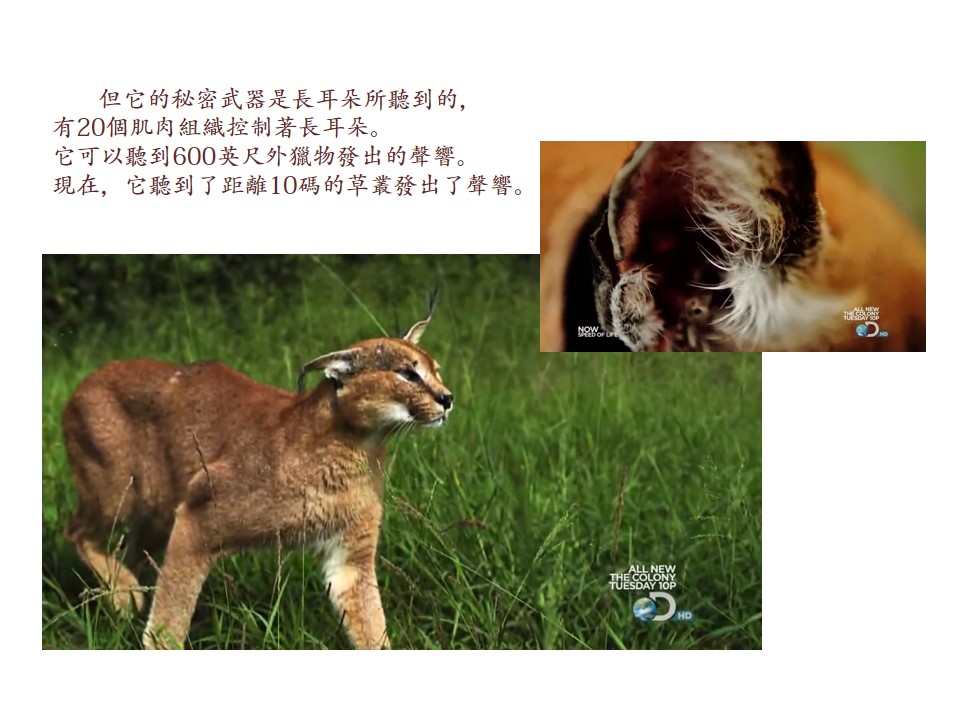 但它的秘密武器是長耳朵所聽到的，
有20個肌肉組織控制著長耳朵。
它可以聽到600英尺外獵物發出的聲響。
現在，它聽到了距離10碼的草叢發出了聲響。
NOW
SPEED OF LIFE
ALL NEW
THE COLONY
TUESDAY 10P
D HD
ALL NEW
THE COLONY
TUESDAY 10P
D HD